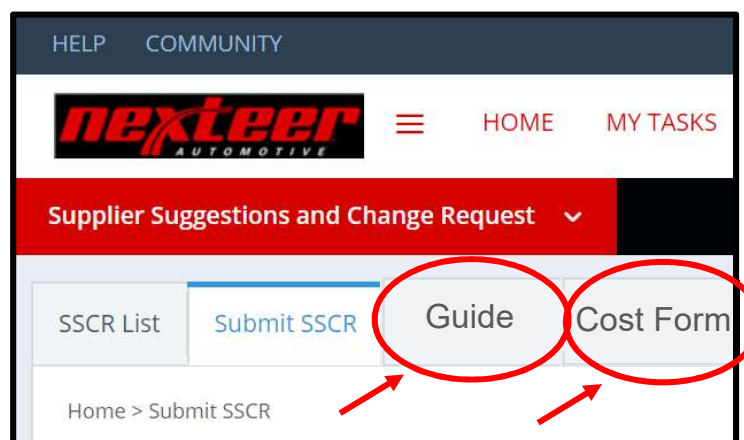 HELP COMMUNITY
nexteer
AUTOMOTIVE
HOME MY TASKS
Supplier Suggestions and Change Request
SSCR List Submit SSCR Guide Cost Form
Home > Submit SSCR